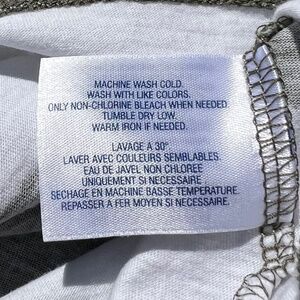 MACHINE WASH COLD.
WASH WITH LIKE COLORS.
ONLY NON-CHLORINE BLEACH WHEN NEEDED.
TUMBLE DRY LOW.
WARM IRON IF NEEDED.
LAVAGE À 30°
LAVER AVEC COULEURS SEMBLABLES.
EAU DE JAVEL NON CHLOREE
UNIQUEMENT SI NECESSAIRE
SECHAGE EN MACHINE BASSE TEMPERATURE.
REPASSER A FER MOYEN SI NECESSAIRE.